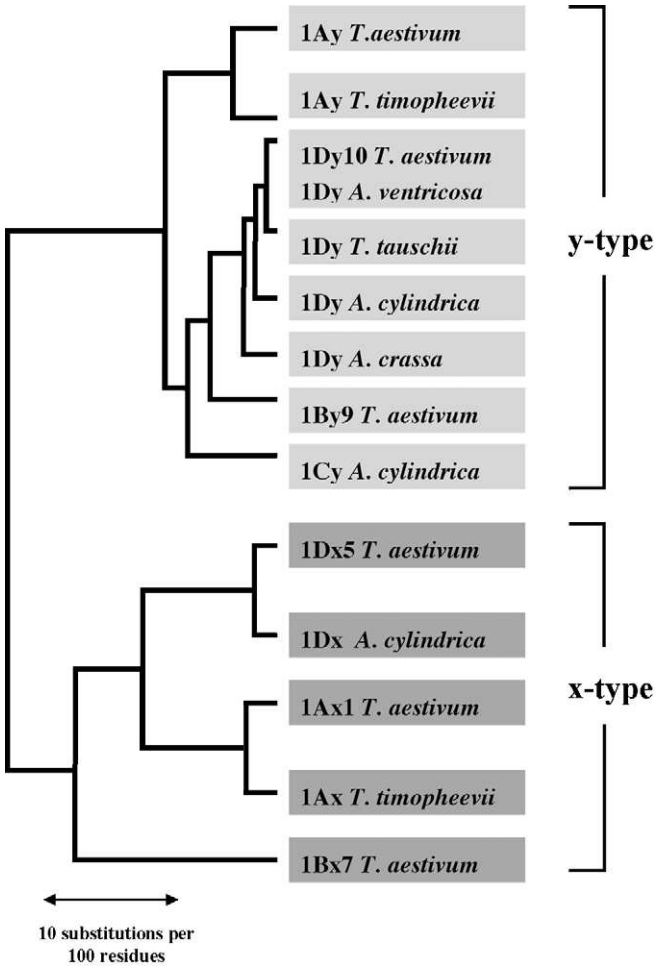 1Ay T.aestivum
1Ay T. timopheevii
1Dy10 T. aestivum
1Dy A. ventricosa
1Dy T. tauschii
y-type
1Dy A. cylindrica
1Dy A. crassa
1By9 T. aestivum
1Cy A. cylindrica
1Dx5 T. aestivum
1Dx A. cylindrica
x-type
1Ax1 T. aestivum
1Ax T. timopheevii
1Bx7 T. aestivum
10 substitutions per
100 residues